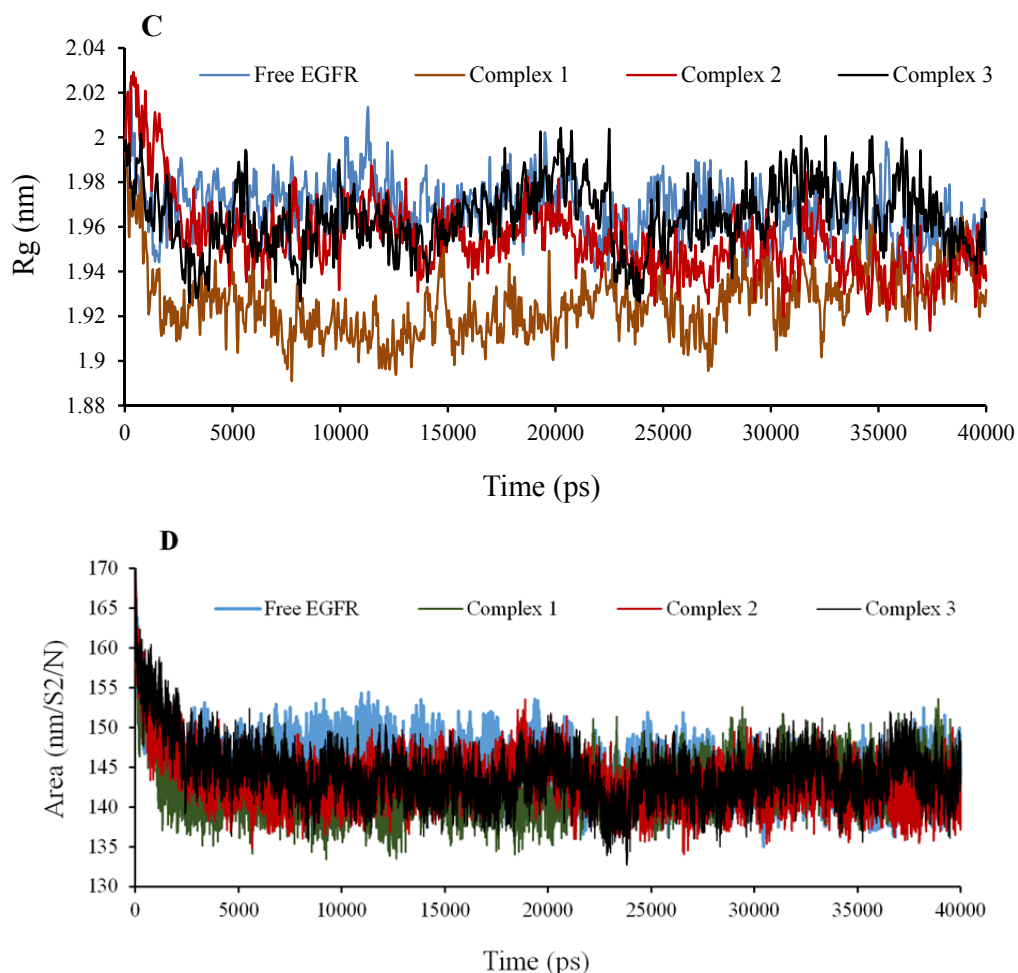 C
2.04
Free EGFR Complex 1 Complex 2 Complex 3
2.02
2
1.98
1.96
1.94
1.92
1.9
1.88
Rg (nm)
0 5000 10000 15000 20000 25000 30000 35000 40000
Time (ps)
D
170
165
Free EGFR Complex 1 Complex 2 Complex 3
160
155
150
145
140
135
130
Area (nm/S2/N)
0 5000 10000 15000 20000 25000 30000 35000 40000
Time (ps)